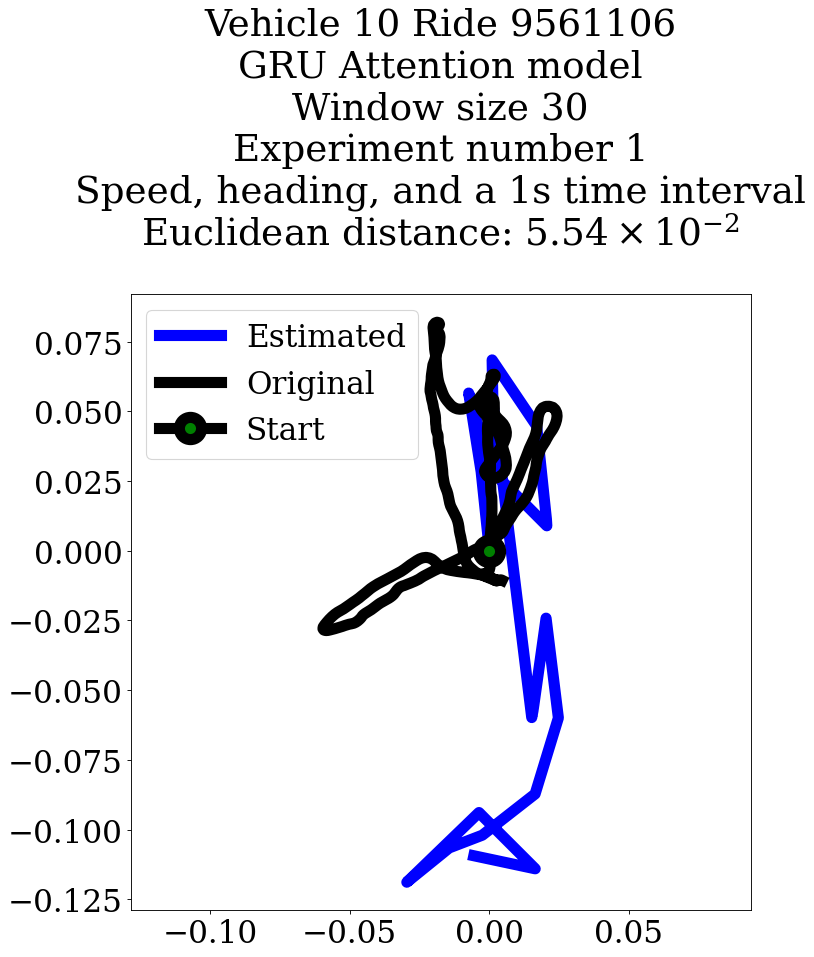 Vehicle 10 Ride 9561106
GRU Attention model
Window size 30
Experiment number 1
Speed, heading, and a 1s time interval
Euclidean distance: 5.54 × 10⁻²
Estimated
Original
Start
0.075
0.050
0.025
0.000
−0.025
−0.050
−0.075
−0.100
−0.125
−0.10
−0.05
0.00
0.05